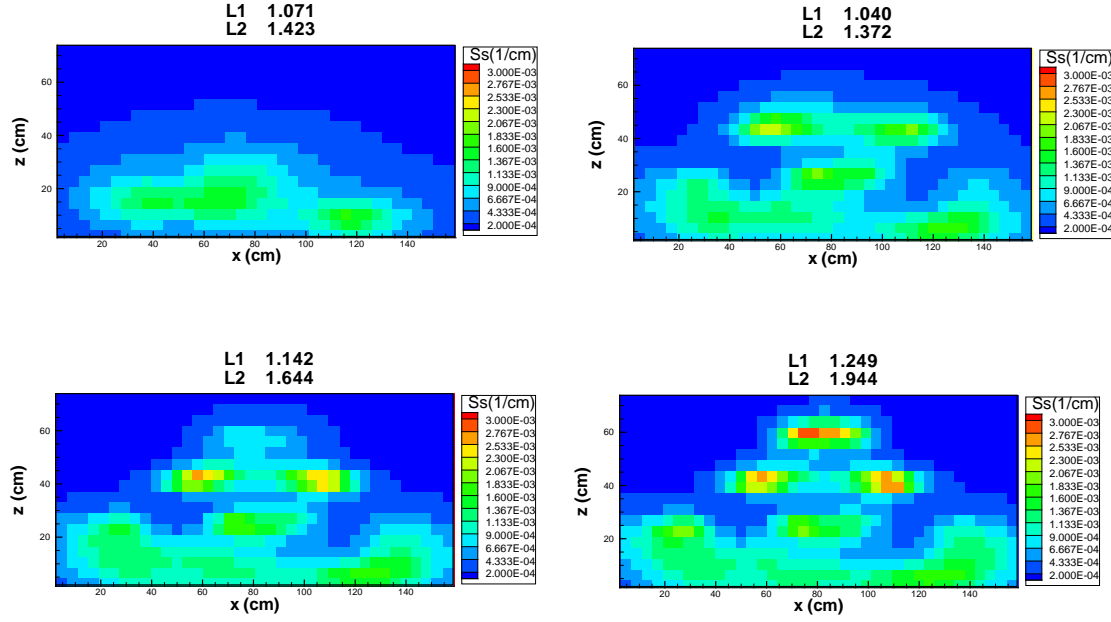 L1 1.071
L2 1.423
Ss(1/cm)
3.000E-03
2.767E-03
2.533E-03
2.300E-03
2.067E-03
1.833E-03
1.600E-03
1.367E-03
1.133E-03
9.000E-04
6.667E-04
4.333E-04
2.000E-04
z (cm)
60
40
20
20 40 60 80 100 120 140
x (cm)
L1 1.040
L2 1.372
Ss(1/cm)
3.000E-03
2.767E-03
2.533E-03
2.300E-03
2.067E-03
1.833E-03
1.600E-03
1.367E-03
1.133E-03
9.000E-04
6.667E-04
4.333E-04
2.000E-04
z (cm)
60
40
20
20 40 60 80 100 120 140
x (cm)
L1 1.142
L2 1.644
Ss(1/cm)
3.000E-03
2.767E-03
2.533E-03
2.300E-03
2.067E-03
1.833E-03
1.600E-03
1.367E-03
1.133E-03
9.000E-04
6.667E-04
4.333E-04
2.000E-04
z (cm)
60
40
20
20 40 60 80 100 120 140
x (cm)
L1 1.249
L2 1.944
Ss(1/cm)
3.000E-03
2.767E-03
2.533E-03
2.300E-03
2.067E-03
1.833E-03
1.600E-03
1.367E-03
1.133E-03
9.000E-04
6.667E-04
4.333E-04
2.000E-04
z (cm)
60
40
20
20 40 60 80 100 120 140
x (cm)